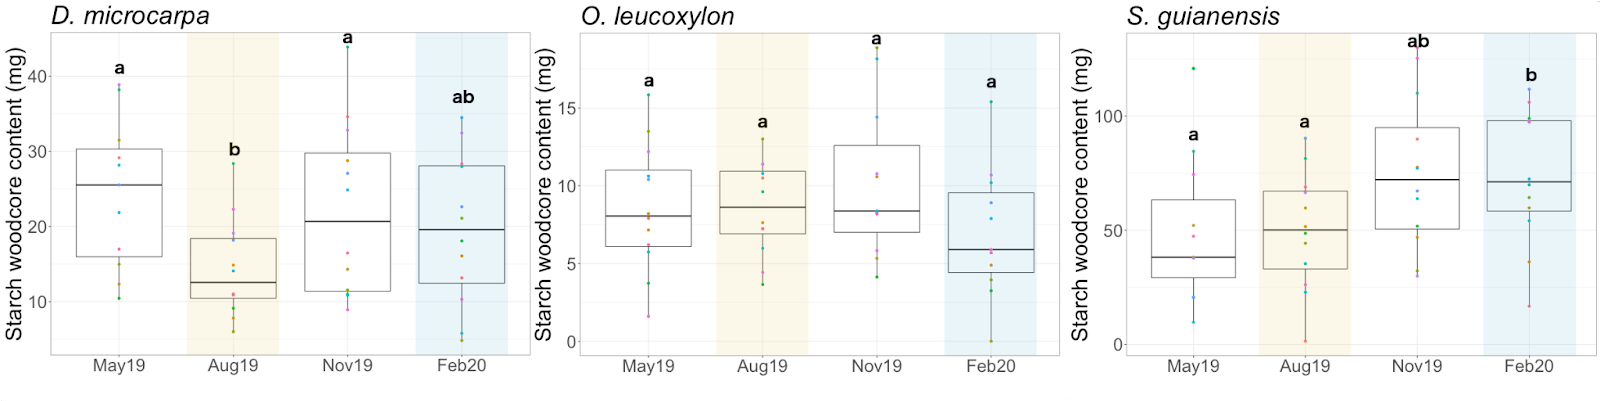 D. microcarpa
Starch woodcore content (mg)
40
30
20
10
a
b
a
ab
May19
Aug19
Nov19
Feb20
O. leucoxylon
Starch woodcore content (mg)
15
10
5
0
a
a
a
a
May19
Aug19
Nov19
Feb20
S. guianensis
Starch woodcore content (mg)
100
50
0
a
a
ab
b
May19
Aug19
Nov19
Feb20